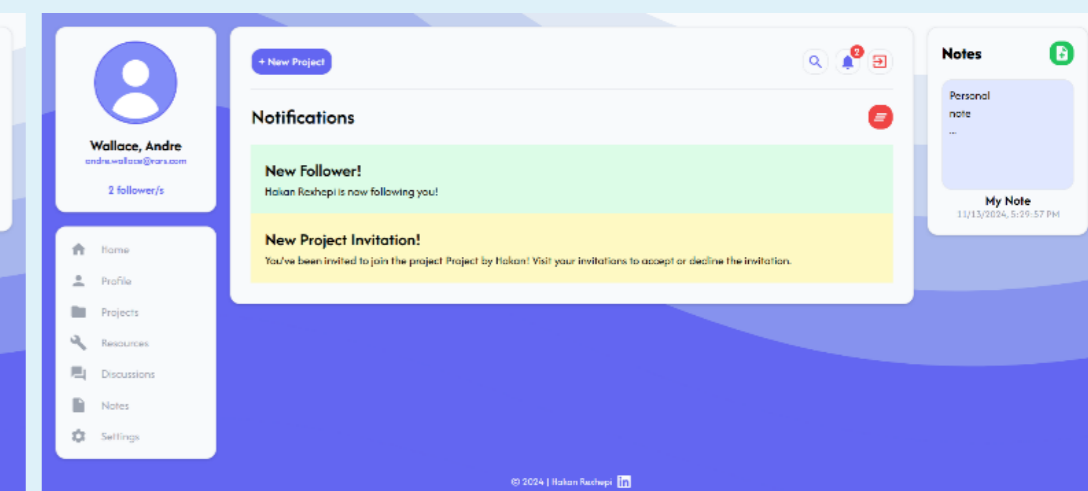 Wallace, Andre
andre.wallace@rars.com
2 follower/s
Home
Profile
Projects
Resources
Discussions
Notes
Settings
+ New Project
2
Notifications
New Follower!
Hakan Rexhepi is now following you!
New Project Invitation!
You've been invited to join the project Project by Hakan! Visit your invitations to accept or decline the invitation.
Notes
Personal
note
...
My Note
11/13/2024, 5:29:57 PM
© 2024 | Hakan Rexhepi in